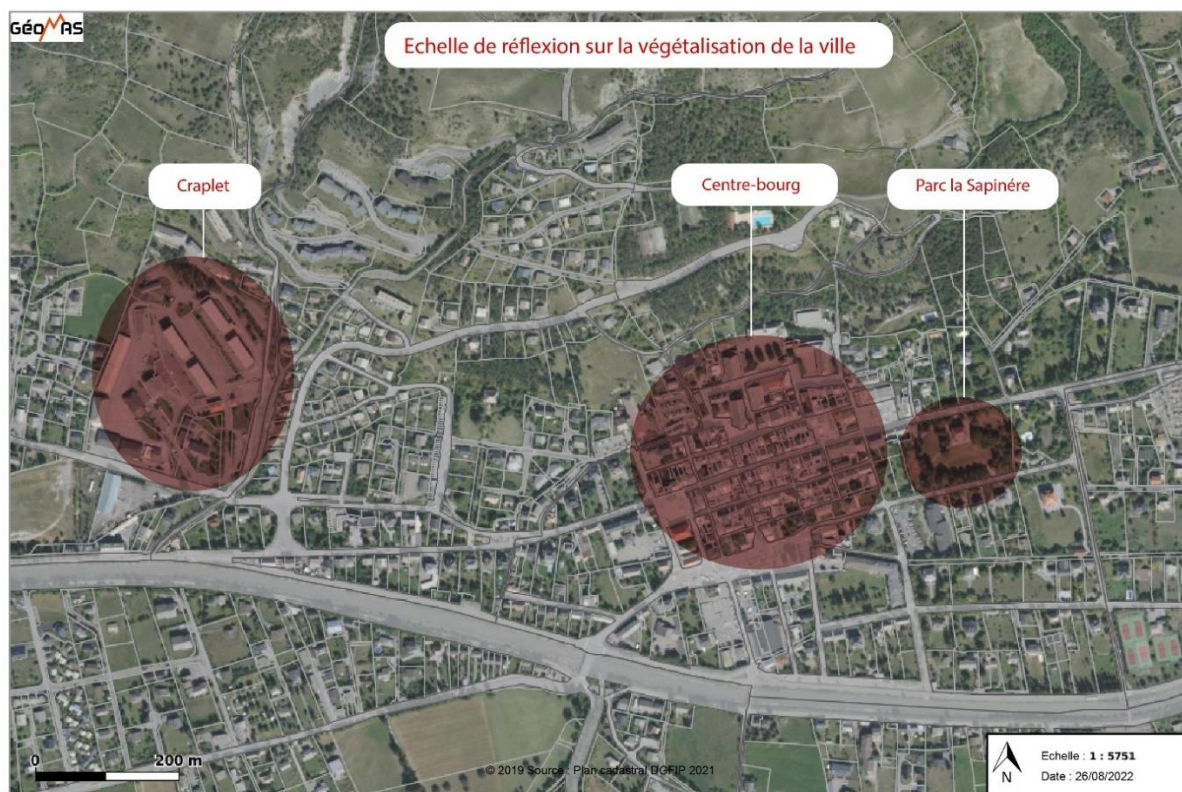 GéoMAS
Echelle de réflexion sur la végétalisation de la ville
Craplet
Centre-bourg
Parc la Sapinére
0 200 m
© 2019 Source : Plan cadastral DGFIP 2021
N
Echelle : 1 : 5751
Date : 26/08/2022